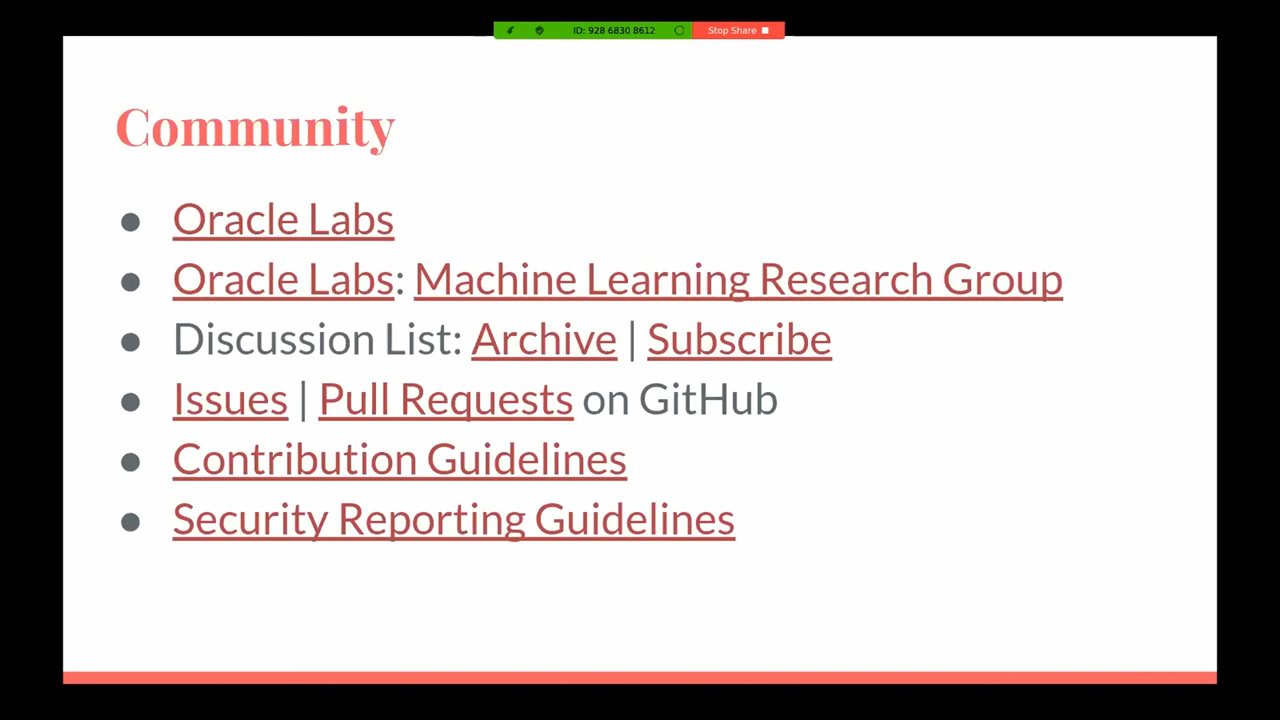 ID: 928 6830 8612 Stop Share
Community
Oracle Labs
Oracle Labs: Machine Learning Research Group
Discussion List: Archive | Subscribe
Issues | Pull Requests on GitHub
Contribution Guidelines
Security Reporting Guidelines